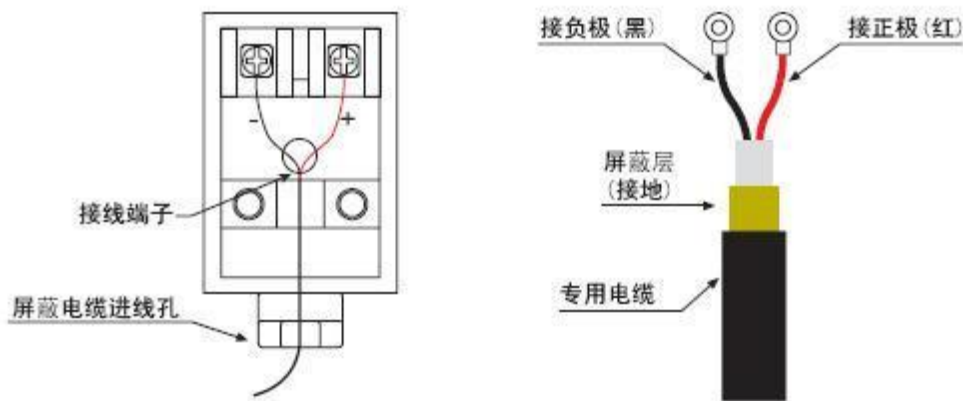 -
+
接线端子
屏蔽电缆进线孔
接负极(黑)
接正极(红)
屏蔽层
(接地)
专用电缆